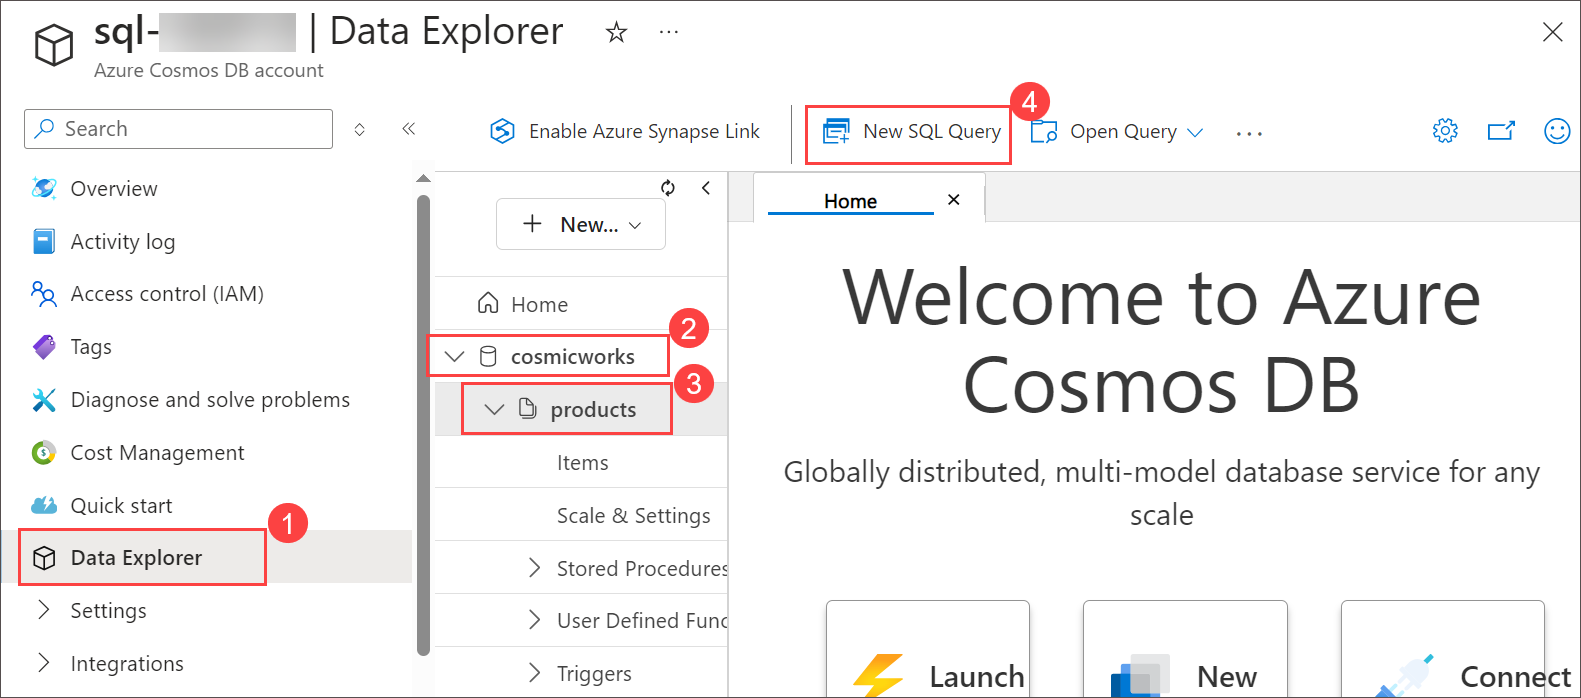 sql- | Data Explorer
Azure Cosmos DB account
Search
Enable Azure Synapse Link
New SQL Query
4
Open Query
Overview
Activity log
Access control (IAM)
Tags
Diagnose and solve problems
Cost Management
Quick start
1
Data Explorer
Settings
Integrations
New...
Home
2
cosmicworks
3
products
Items
Scale & Settings
Stored Procedures
User Defined Func
Triggers
Home
Welcome to Azure
Cosmos DB
Globally distributed, multi-model database service for any
scale
Launch
New
Connect